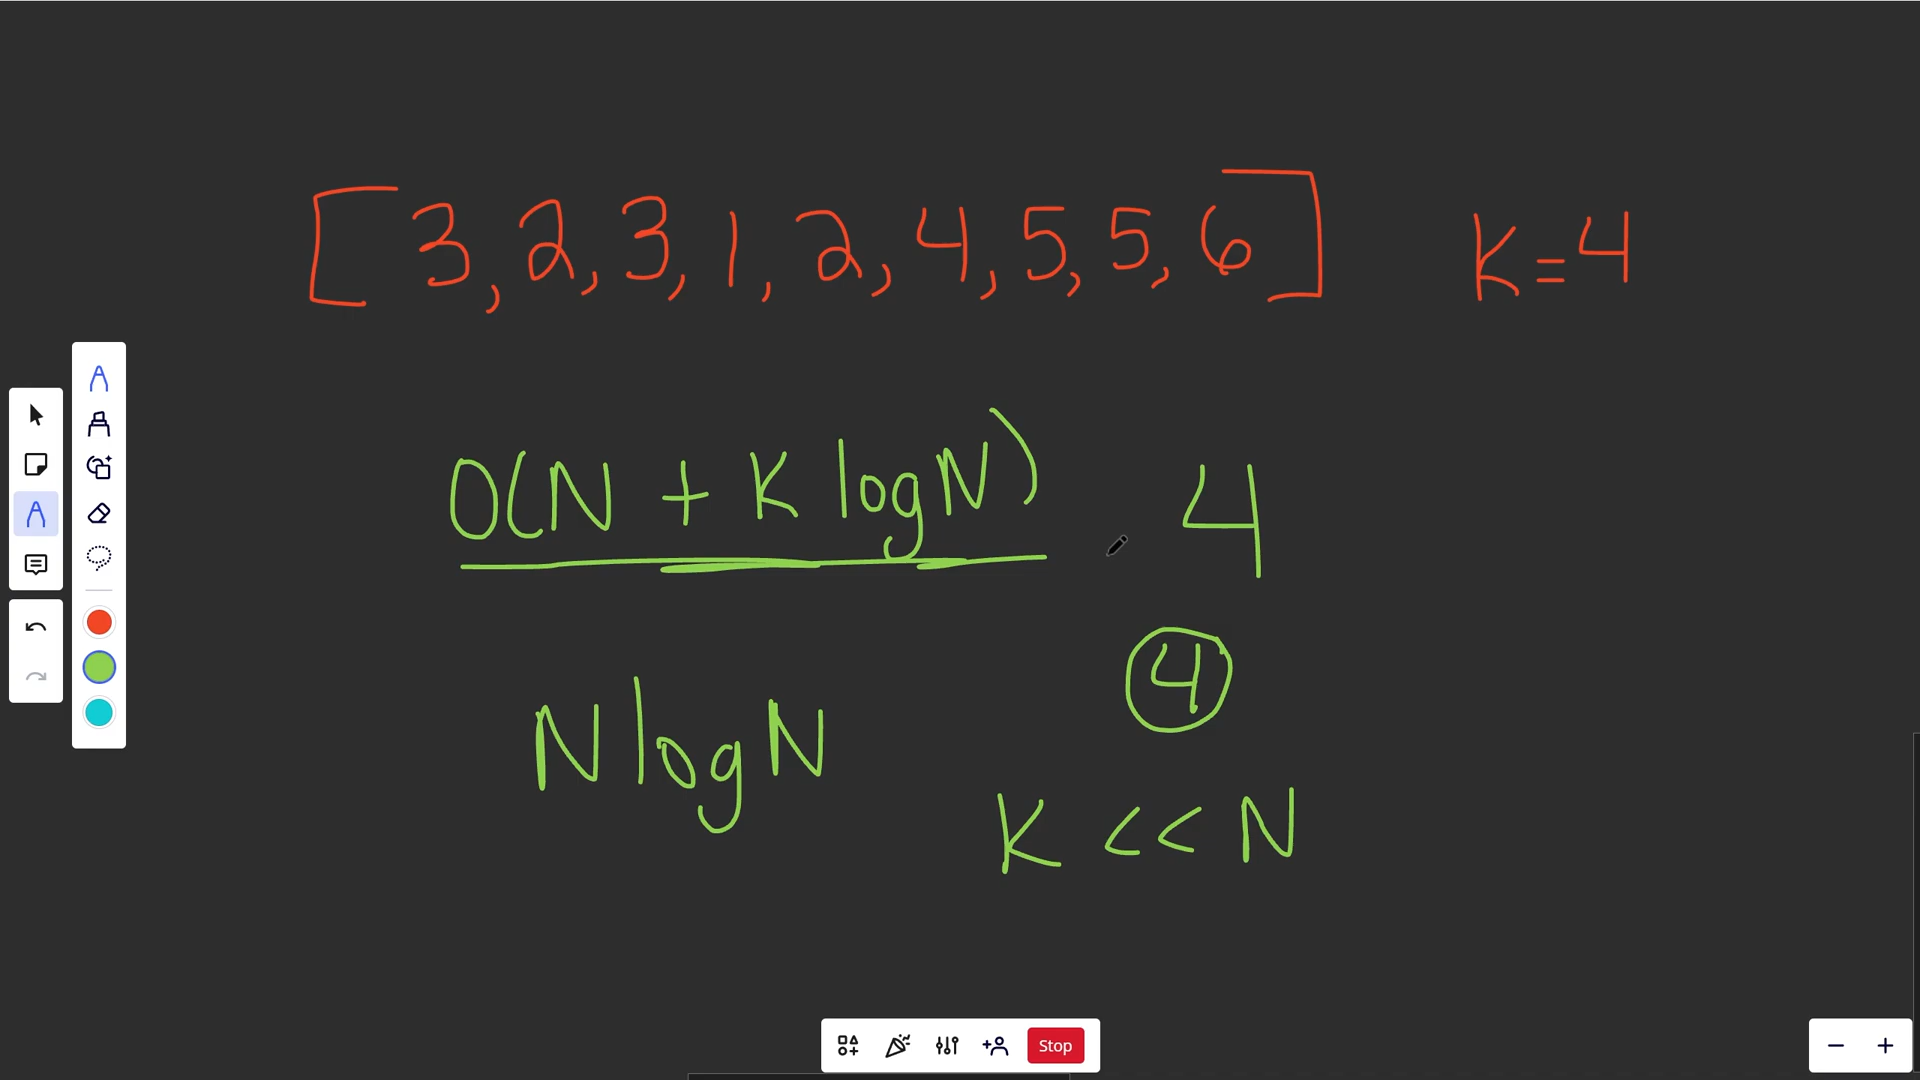 [3, 2, 3, 1, 2, 4, 5, 5, 6] K = 4
O(N + K logN) 4
4
N logN
K << N
Stop